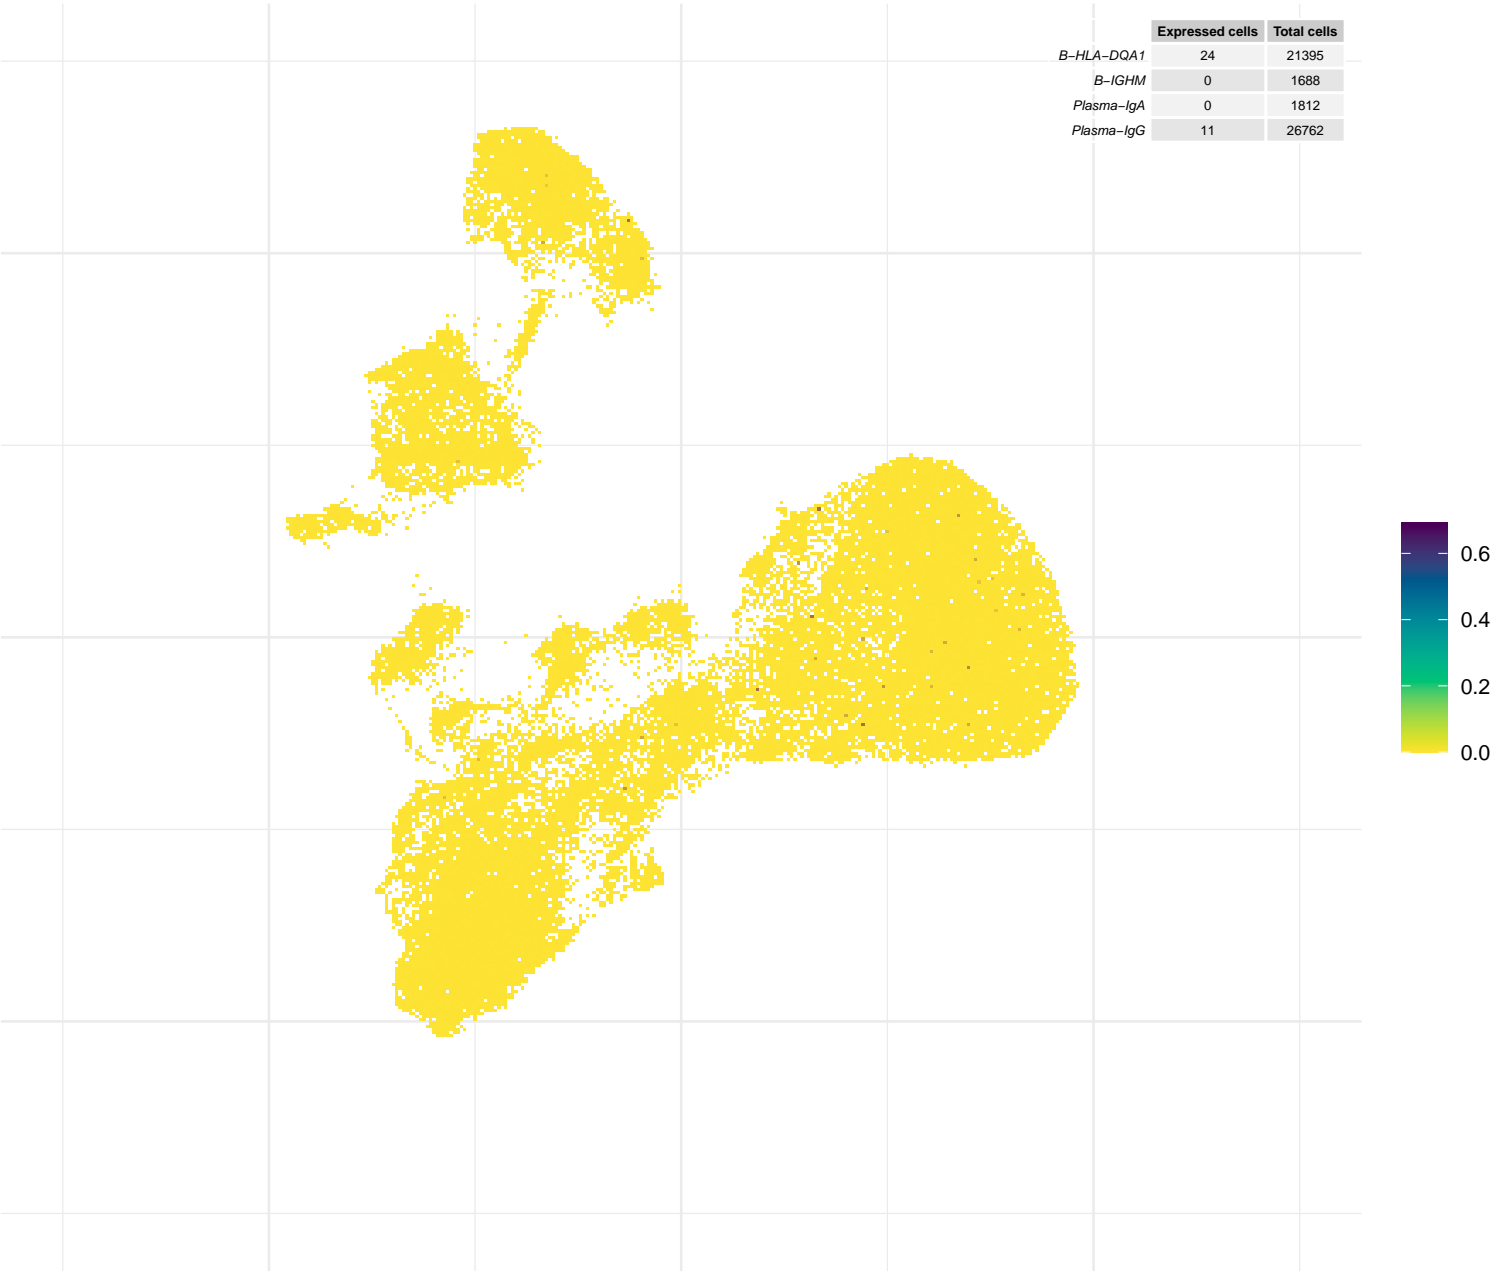 Expressed cells Total cells
B−HLA−DQA1 24 21395
B−IGHM 0 1688
Plasma−IgA 0 1812
Plasma−IgG 11 26762
0.6
0.4
0.2
0.0